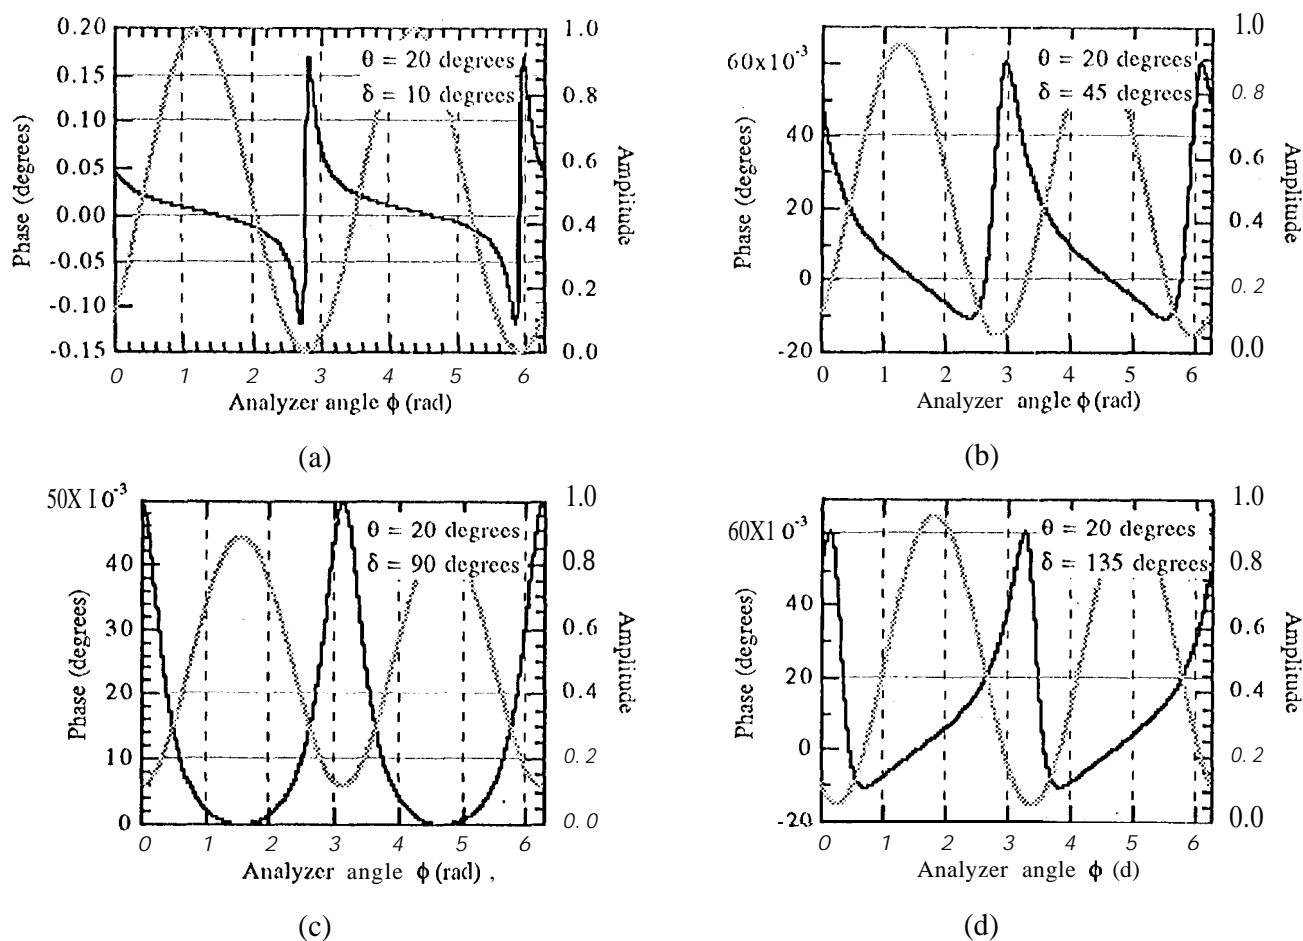 0.20
0.15
0.10
0.05
0.00
-0.05
-0.10
-0.15
Phase (degrees)
θ = 20 degrees
δ = 10 degrees
1.0
0.8
0.6
0.4
0.2
0.0
Amplitude
0 1 2 3 4 5 6
Analyzer angle ϕ (rad)
(a)
60x10⁻³
40
20
0
-20
Phase (degrees)
θ = 20 degrees
δ = 45 degrees
1.0
0.8
0.6
0.4
0.2
0.0
Amplitude
0 1 2 3 4 5 6
Analyzer angle ϕ (rad)
(b)
50X I 0⁻³
40
30
20
10
0
Phase (degrees)
θ = 20 degrees
δ = 90 degrees
1.0
0.8
0.6
0.4
0.2
0.0
Amplitude
0 1 2 3 4 5 6
Analyzer angle ϕ (rad) ,
(c)
60X10⁻³
40
20
0
-20
Phase (degrees)
θ = 20 degrees
δ = 135 degrees
1.0
0.8
0.6
0.4
0.2
0.0
Amplitude
0 1 2 3 4 5 6
Analyzer angle ϕ (d)
(d)